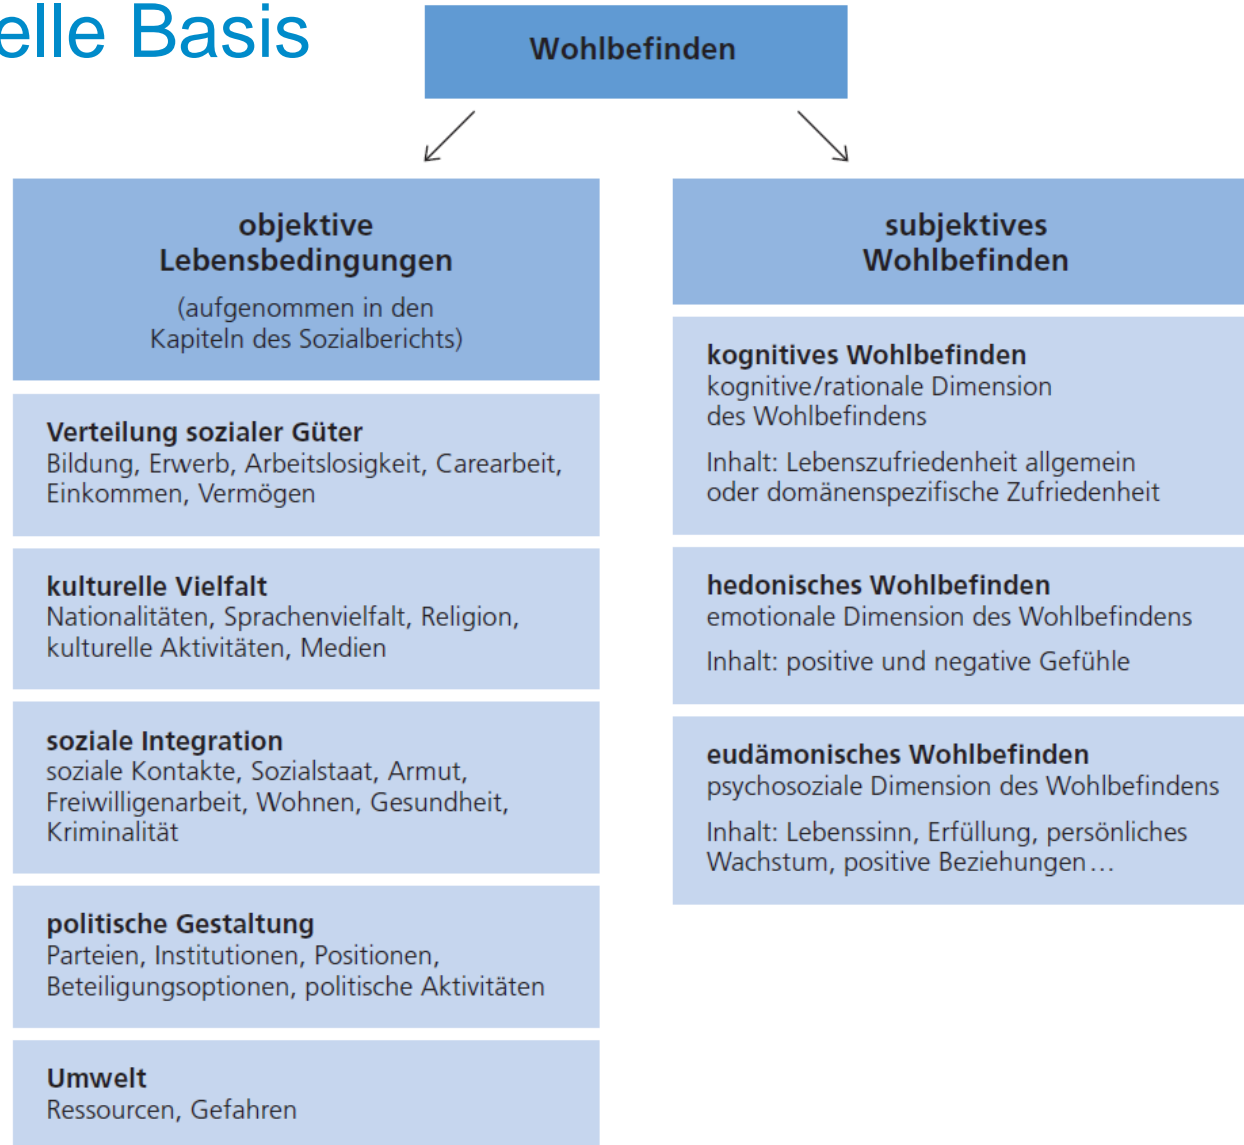 elle Basis
Wohlbefinden
objektive
Lebensbedingungen
(aufgenommen in den
Kapiteln des Sozialberichts)
Verteilung sozialer Güter
Bildung, Erwerb, Arbeitslosigkeit, Carearbeit,
Einkommen, Vermögen
kulturelle Vielfalt
Nationalitäten, Sprachenvielfalt, Religion,
kulturelle Aktivitäten, Medien
soziale Integration
soziale Kontakte, Sozialstaat, Armut,
Freiwilligenarbeit, Wohnen, Gesundheit,
Kriminalität
politische Gestaltung
Parteien, Institutionen, Positionen,
Beteiligungsoptionen, politische Aktivitäten
Umwelt
Ressourcen, Gefahren
subjektives
Wohlbefinden
kognitives Wohlbefinden
kognitive/rationale Dimension
des Wohlbefindens
Inhalt: Lebenszufriedenheit allgemein
oder domänenspezifische Zufriedenheit
hedonisches Wohlbefinden
emotionale Dimension des Wohlbefindens
Inhalt: positive und negative Gefühle
eudämonisches Wohlbefinden
psychosoziale Dimension des Wohlbefindens
Inhalt: Lebenssinn, Erfüllung, persönliches
Wachstum, positive Beziehungen…